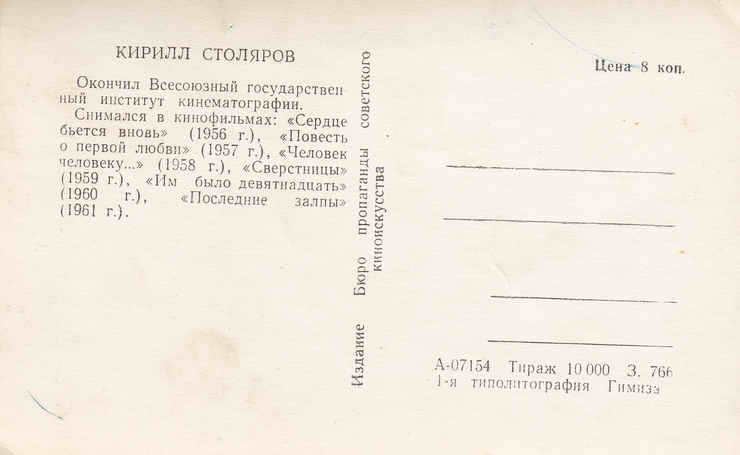 КИРИЛЛ СТОЛЯРОВ
Окончил Всесоюзный государствен
ный институт кинематографии.
Снимался в кинофильмах: «Сердце
бьется вновь» (1956 г.), «Повесть
о первой любви» (1957 г.), «Человек
человеку...» (1958 г.), «Сверстницы»
(1959 г.), «Им было девятнадцать»
(1960 г.), «Последние залпы»
(1961 г.).
Издание Бюро пропаганды советского
киноискусства
Цена 8 коп.
А-07154 Тираж 10 000 З. 766
1-я типолитография Гимиза